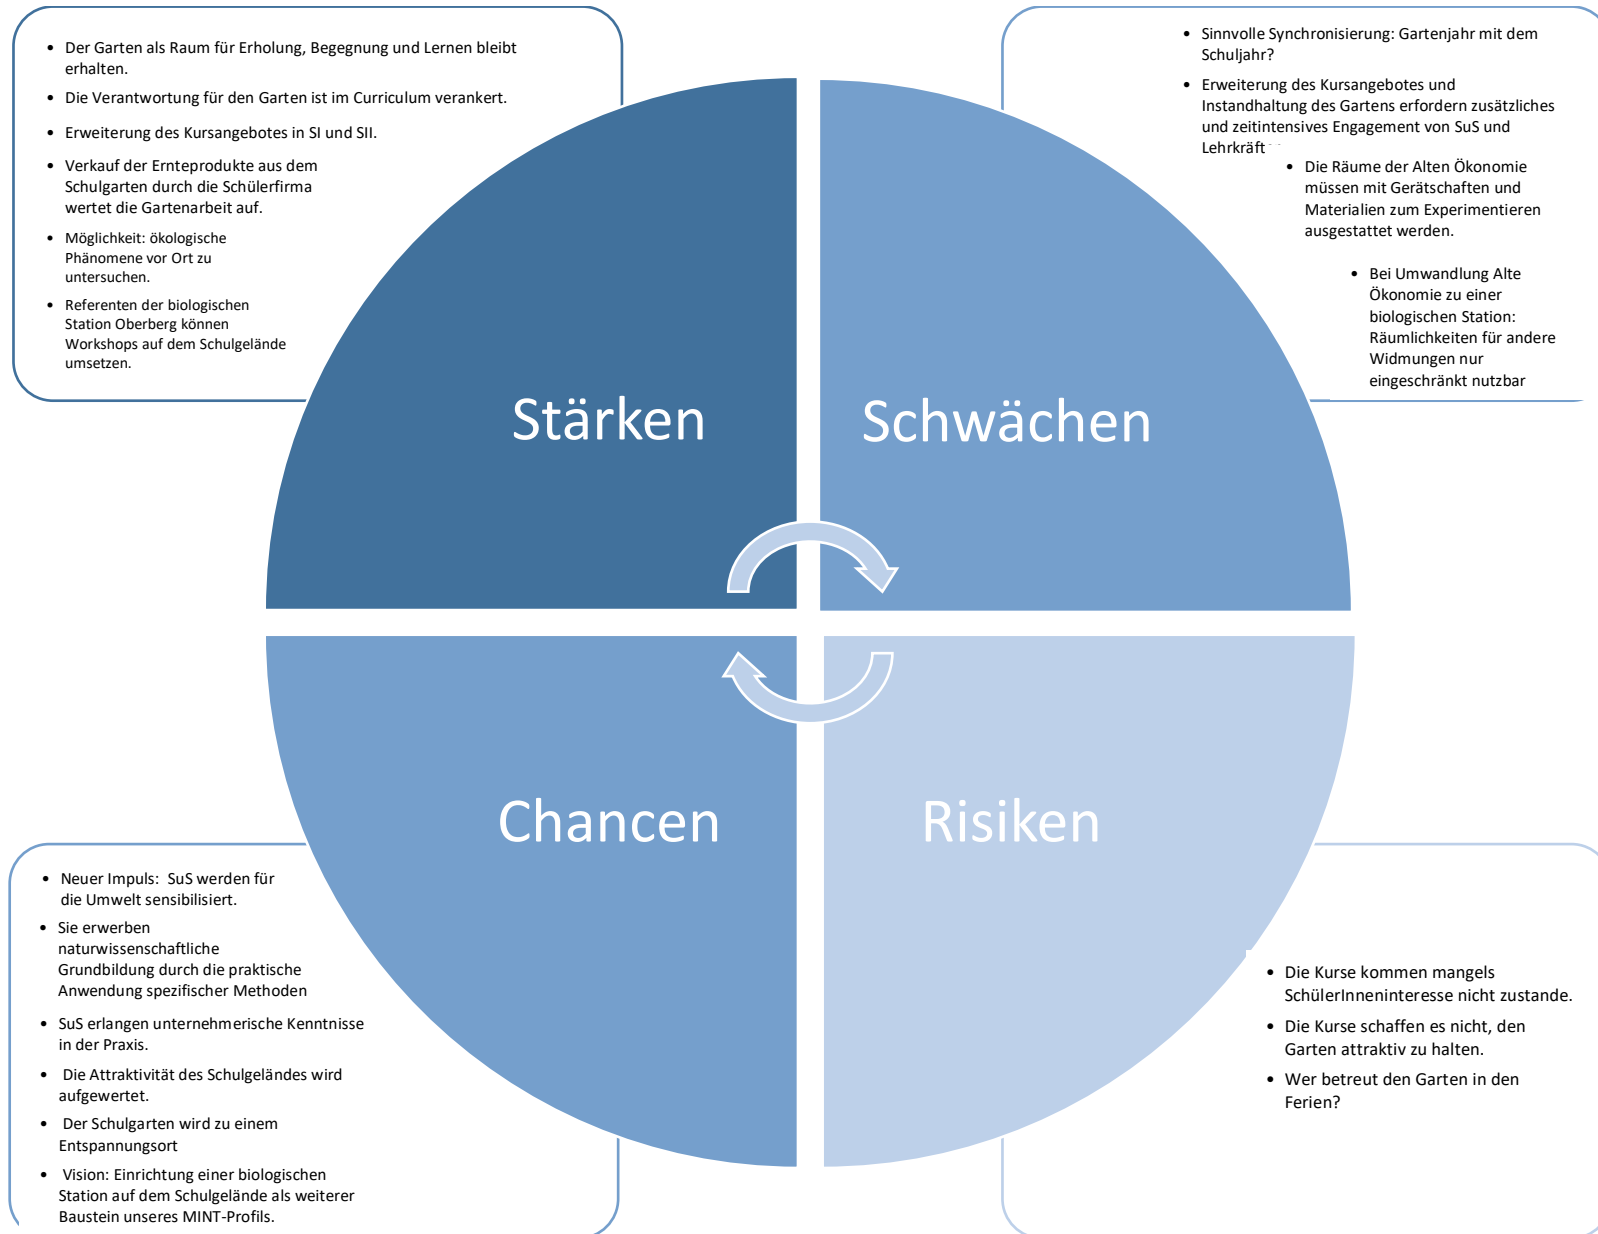 • Der Garten als Raum für Erholung, Begegnung und Lernen bleibt
erhalten.
• Die Verantwortung für den Garten ist im Curriculum verankert.
• Erweiterung des Kursangebotes in SI und SII.
• Verkauf der Ernteprodukte aus dem
Schulgarten durch die Schülerfirma
wertet die Gartenarbeit auf.
• Möglichkeit: ökologische
Phänomene vor Ort zu
untersuchen.
• Referenten der biologischen
Station Oberberg können
Workshops auf dem Schulgelände
umsetzen.
• Sinnvolle Synchronisierung: Gartenjahr mit dem
Schuljahr?
• Erweiterung des Kursangebotes und
Instandhaltung des Gartens erfordern zusätzliches
und zeitintensives Engagement von SuS und
Lehrkräft
• Die Räume der Alten Ökonomie
müssen mit Gerätschaften und
Materialien zum Experimentieren
ausgestattet werden.
• Bei Umwandlung Alte
Ökonomie zu einer
biologischen Station:
Räumlichkeiten für andere
Widmungen nur
eingeschränkt nutzbar
Stärken
Schwächen
Chancen
Risiken
• Neuer Impuls: SuS werden für
die Umwelt sensibilisiert.
• Sie erwerben
naturwissenschaftliche
Grundbildung durch die praktische
Anwendung spezifischer Methoden
• SuS erlangen unternehmerische Kenntnisse
in der Praxis.
• Die Attraktivität des Schulgeländes wird
aufgewertet.
• Der Schulgarten wird zu einem
Entspannungsort
• Vision: Einrichtung einer biologischen
Station auf dem Schulgelände als weiterer
Baustein unseres MINT-Profils.
• Die Kurse kommen mangels
SchülerInneninteresse nicht zustande.
• Die Kurse schaffen es nicht, den
Garten attraktiv zu halten.
• Wer betreut den Garten in den
Ferien?